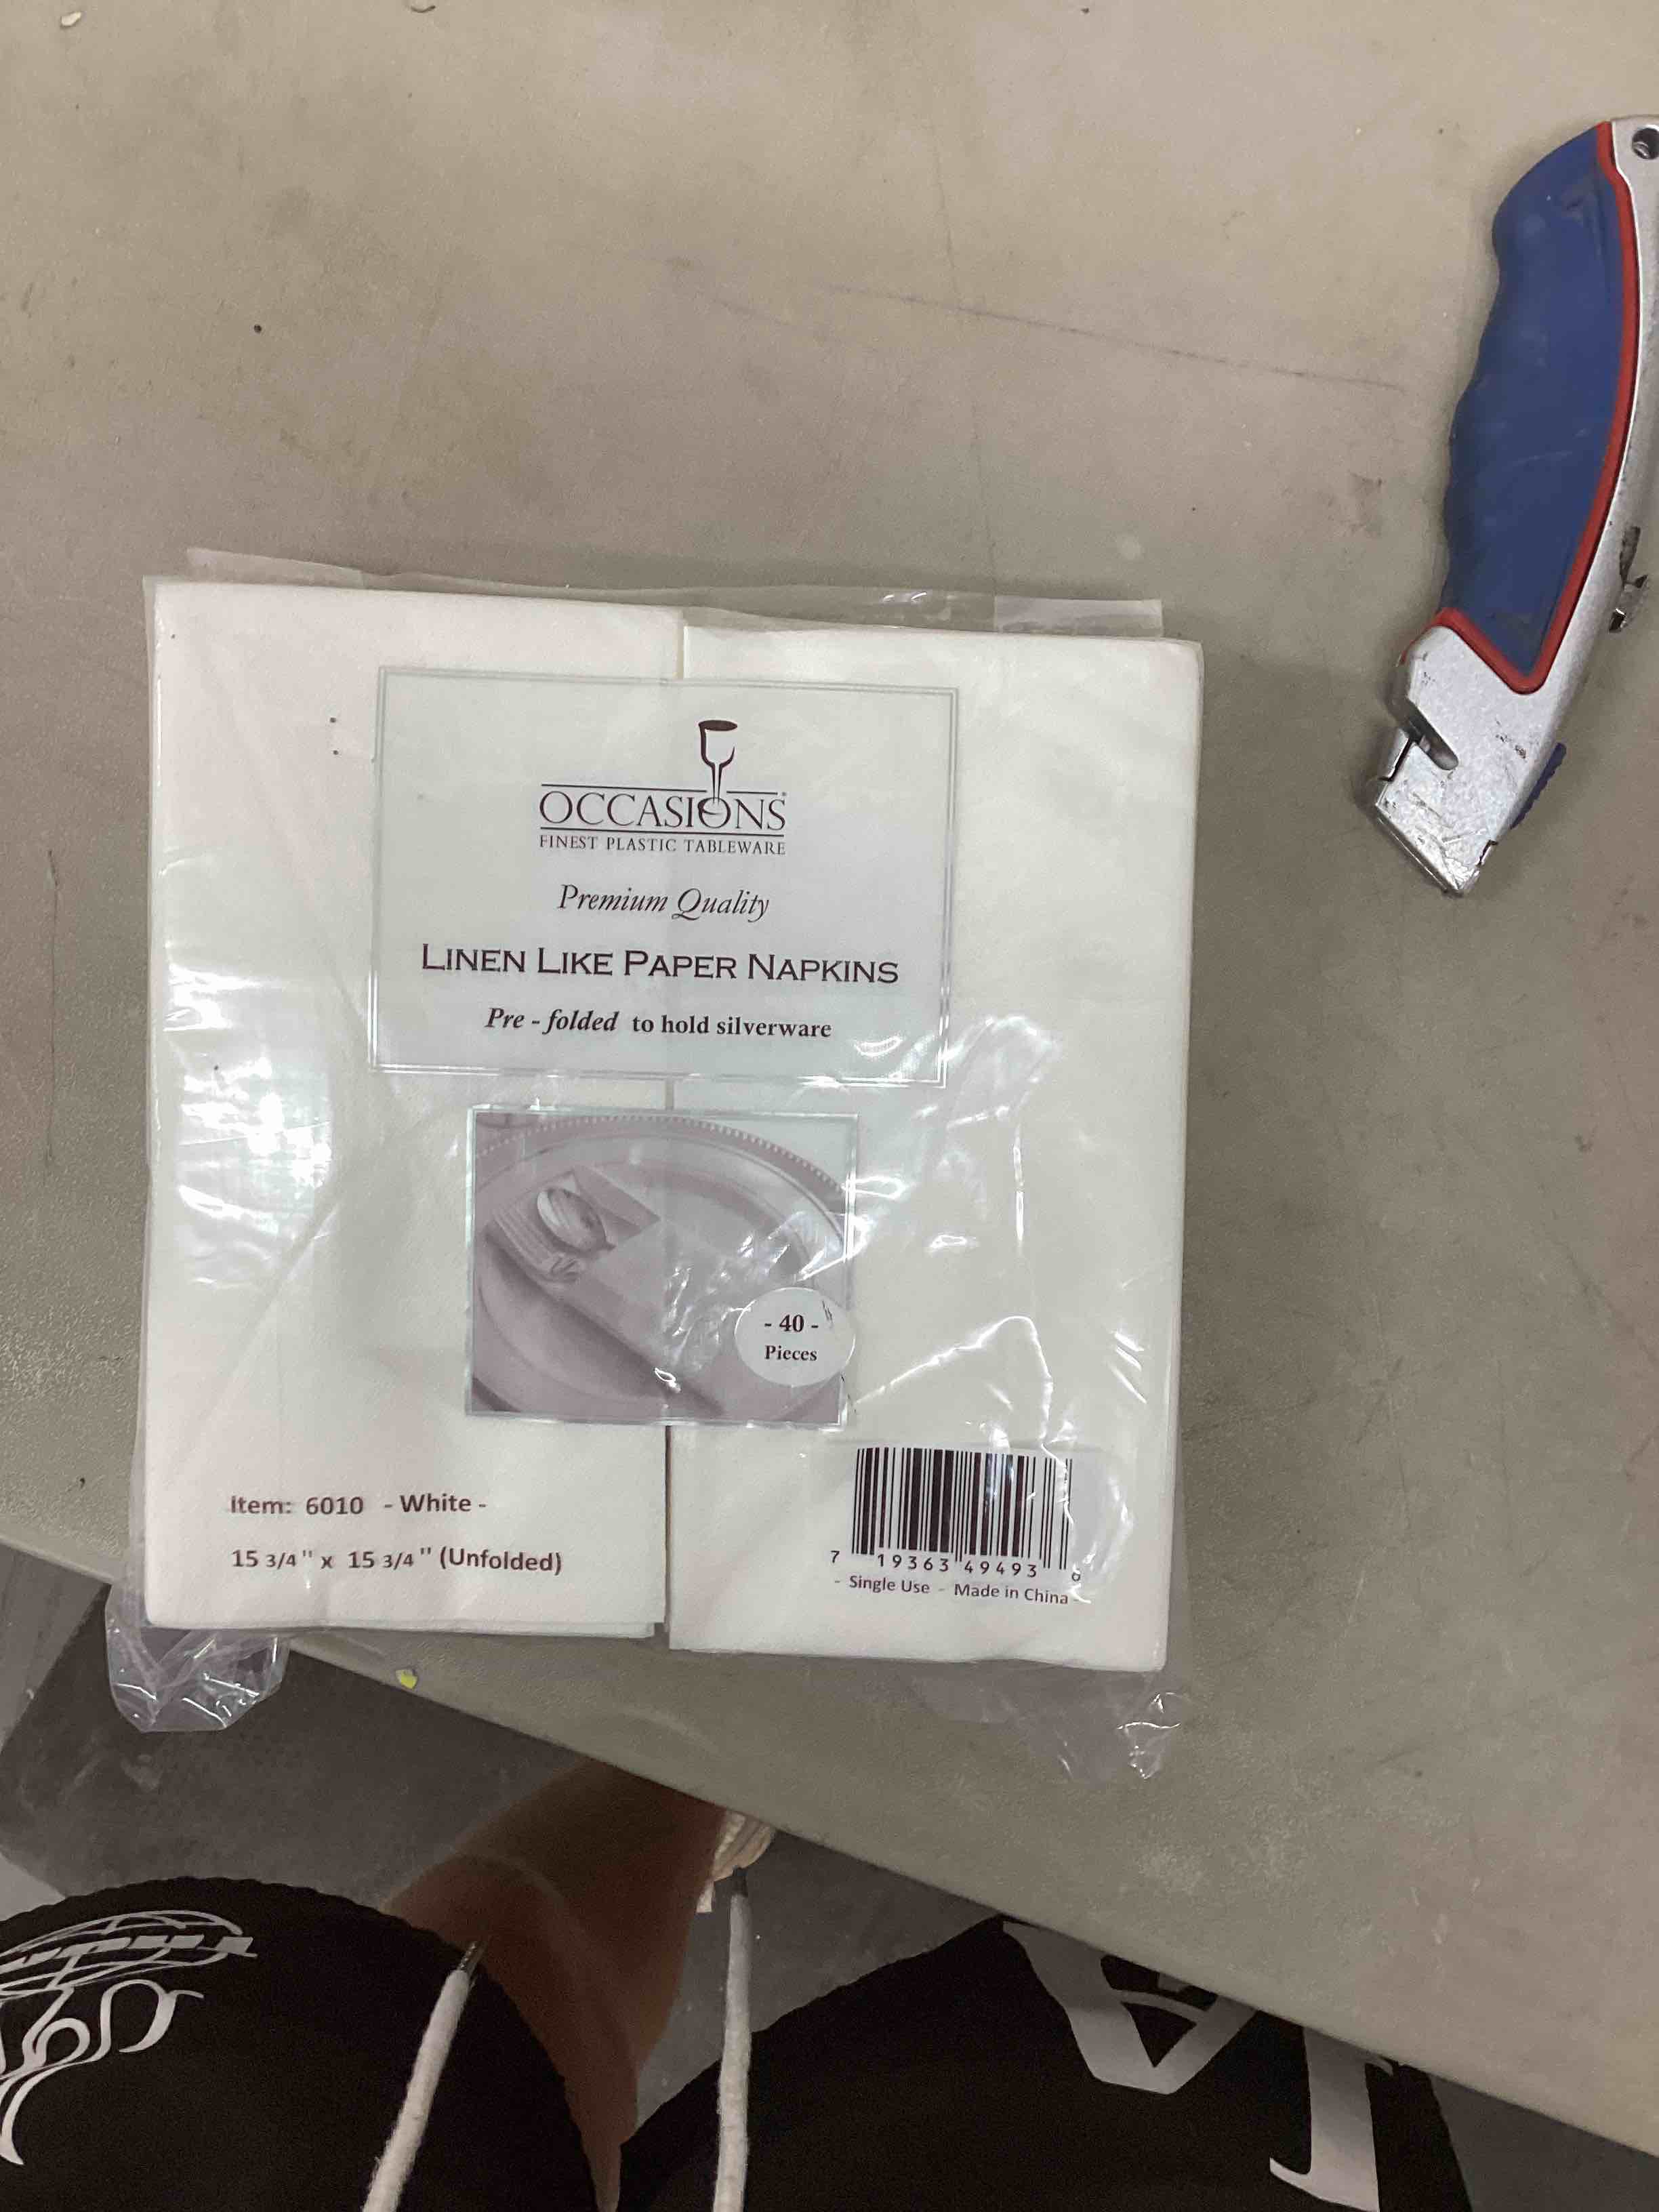 OCCASIONS®
FINEST PLASTIC TABLEWARE
Premium Quality
LINEN LIKE PAPER NAPKINS
Pre - folded to hold silverware
- 40 -
Pieces
Item: 6010 - White -
15 3/4" x 15 3/4" (Unfolded)
7 19363 49493 6
- Single Use - Made in China -